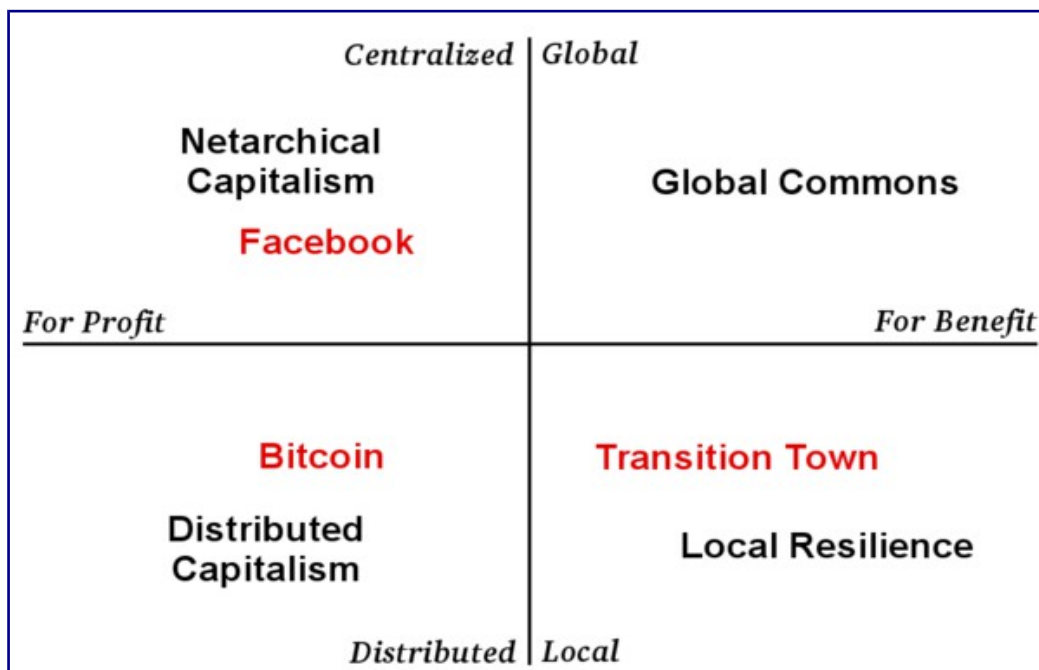 Centralized Global
Netarchical
Capitalism
Global Commons
Facebook
For Profit
For Benefit
Bitcoin
Transition Town
Distributed
Capitalism
Local Resilience
Distributed Local